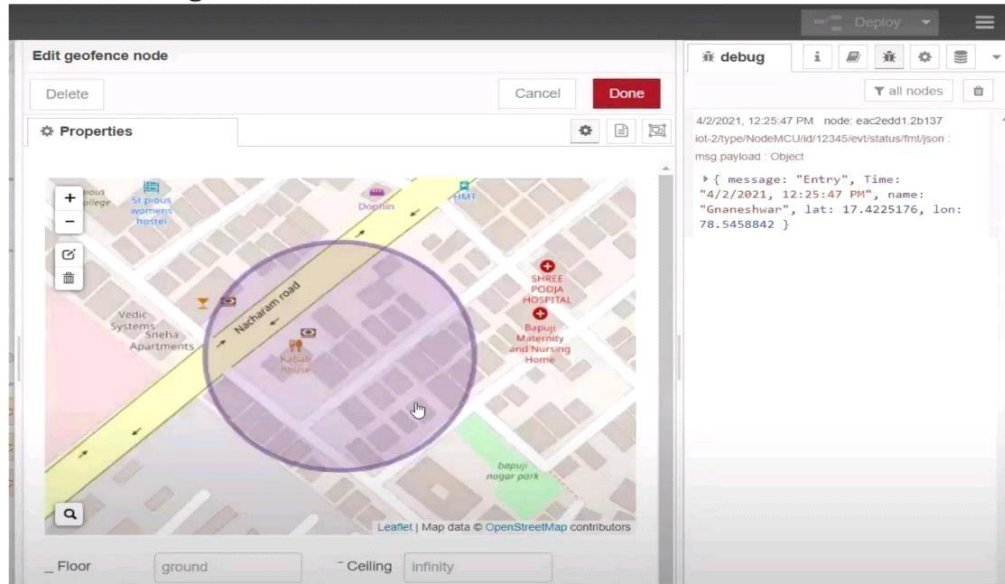 Deploy
Edit geofence node
Delete
Cancel
Done
Properties
+
−
St pious
womens
hostel
Dophin
HMT
SHREE
POOJA
HOSPITAL
Bapuji
Maternity
and Nursing
Home
Nacharam road
Vedic
Systems
Sneha
Apartments
Kabab
house
bapuji
nagar park
Leaflet | Map data © OpenStreetMap contributors
Floor
ground
Ceiling
infinity
debug
i
all nodes
4/2/2021, 12:25:47 PM node: eac2edd1.2b137
iot-2/type/NodeMCU/id/12345/evt/status/fmt/json :
msg.payload : Object
{ message: "Entry", Time:
"4/2/2021, 12:25:47 PM", name:
"Gnaneshwar", lat: 17.4225176, lon:
78.5458842 }